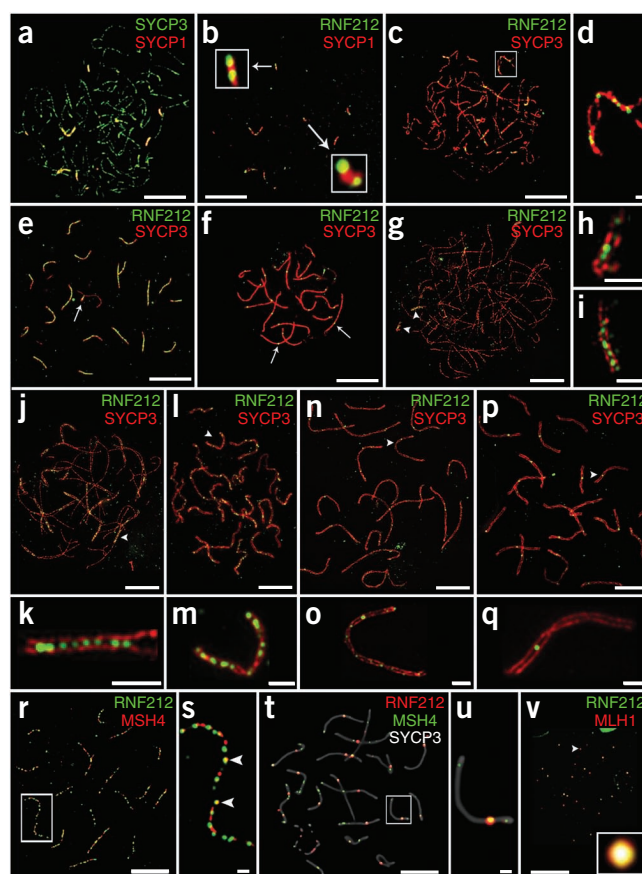 a SYCP3 SYCP1
b RNF212 SYCP1
c RNF212 SYCP3
d
e RNF212 SYCP3
f RNF212 SYCP3
g RNF212 SYCP3
h
i
j RNF212 SYCP3
l RNF212 SYCP3
n RNF212 SYCP3
p RNF212 SYCP3
k
m
o
q
r RNF212 MSH4
s
t RNF212 MSH4 SYCP3
u
v RNF212 MLH1